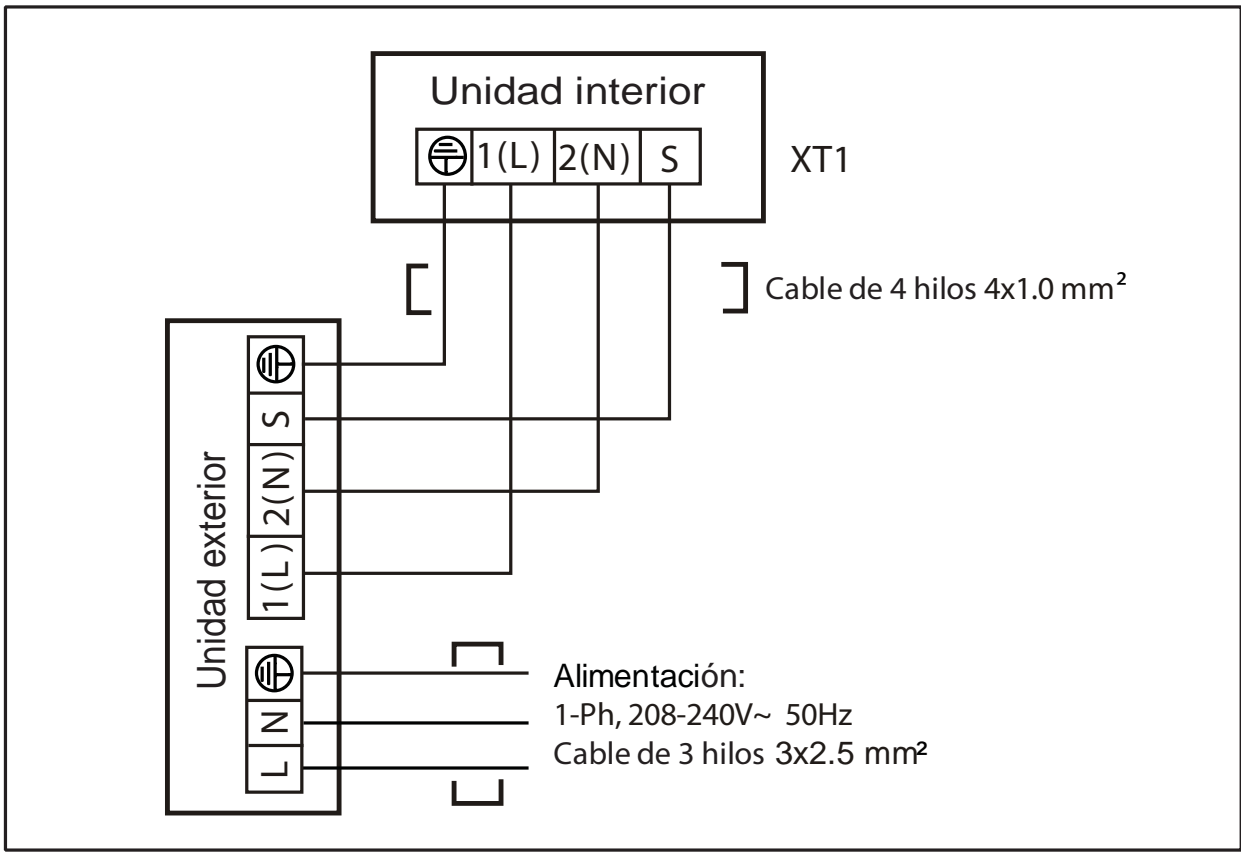 Unidad interior
1(L) 2(N) S
XT1
Cable de 4 hilos 4x1.0 mm²
Unidad exterior
S
2(N)
1(L)
N
L
Alimentación:
1-Ph, 208-240V~ 50Hz
Cable de 3 hilos 3x2.5 mm²